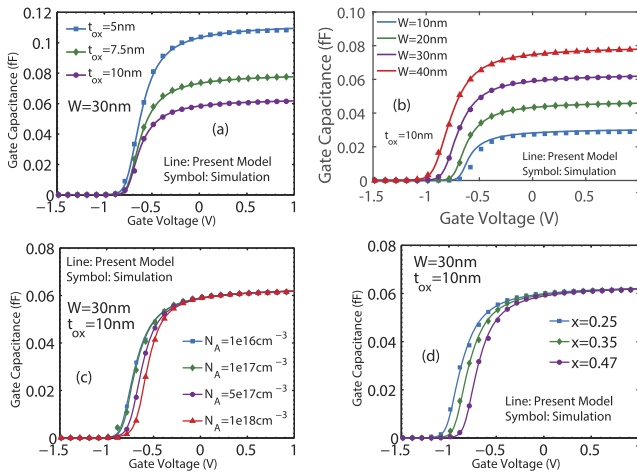 0.12
0.1
0.08
0.06
0.04
0.02
0
Gate Capacitance (fF)
t_ox=5nm
t_ox=7.5nm
t_ox=10nm
W=30nm
(a)
Line: Present Model
Symbol: Simulation
−1.5 −1 −0.5 0 0.5 1
Gate Voltage (V)
0.1
0.08
0.06
0.04
0.02
0
Gate Capacitance (fF)
W=10nm
W=20nm
W=30nm
W=40nm
(b)
t_ox=10nm
Line: Present Model
Symbol: Simulation
-1.5 -1 -0.5 0 0.5 1
Gate Voltage (V)
0.08
0.06
0.04
0.02
0
Gate Capacitance (fF)
Line: Present Model
Symbol: Simulation
W=30nm
t_ox=10nm
N_A=1e16cm^−3
N_A=1e17cm^−3
N_A=5e17cm^−3
N_A=1e18cm^−3
(c)
−1.5 −1 −0.5 0 0.5 1
Gate Voltage (V)
0.08
0.06
0.04
0.02
0
Gate Capacitance (fF)
W=30nm
t_ox=10nm
x=0.25
x=0.35
x=0.47
(d)
Line: Present Model
Symbol: Simulation
−1.5 −1 −0.5 0 0.5 1
Gate Voltage (V)